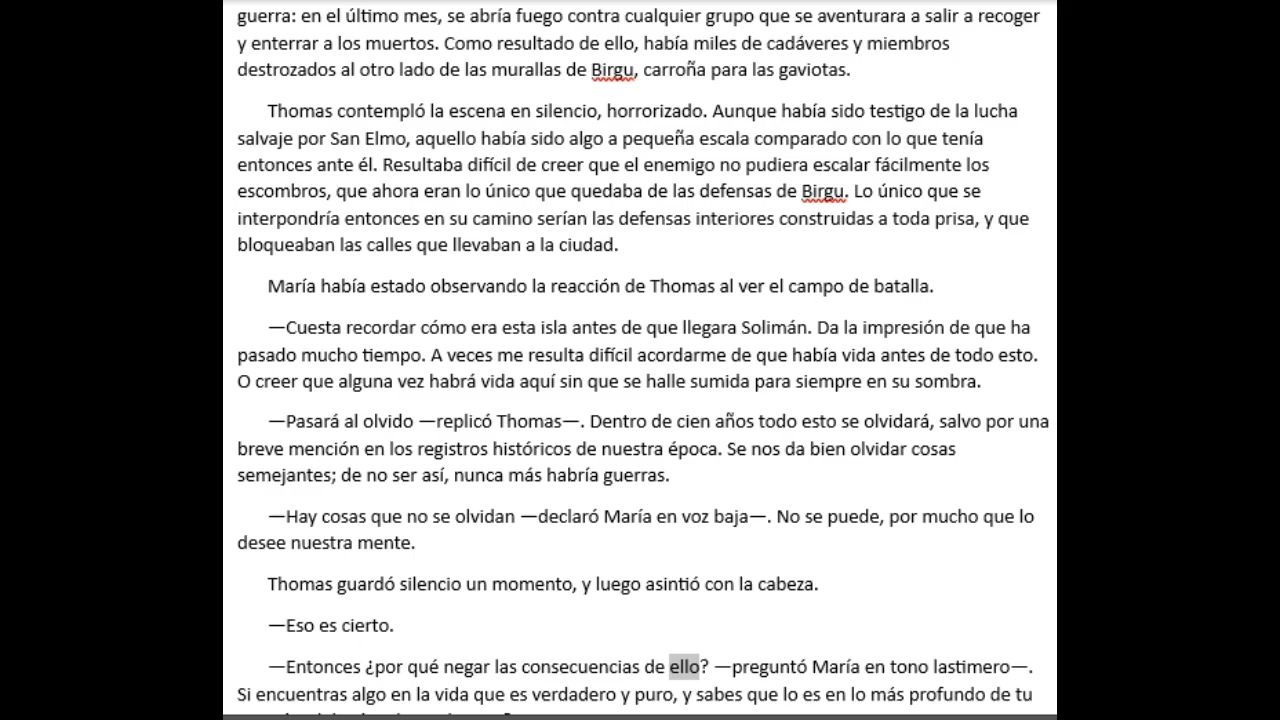 guerra: en el último mes, se abría fuego contra cualquier grupo que se aventurara a salir a recoger
y enterrar a los muertos. Como resultado de ello, había miles de cadáveres y miembros
destrozados al otro lado de las murallas de Birgu, carroña para las gaviotas.
Thomas contempló la escena en silencio, horrorizado. Aunque había sido testigo de la lucha
salvaje por San Elmo, aquello había sido algo a pequeña escala comparado con lo que tenía
entonces ante él. Resultaba difícil de creer que el enemigo no pudiera escalar fácilmente los
escombros, que ahora eran lo único que quedaba de las defensas de Birgu. Lo único que se
interpondría entonces en su camino serían las defensas interiores construidas a toda prisa, y que
bloqueaban las calles que llevaban a la ciudad.
María había estado observando la reacción de Thomas al ver el campo de batalla.
—Cuesta recordar cómo era esta isla antes de que llegara Solimán. Da la impresión de que ha
pasado mucho tiempo. A veces me resulta difícil acordarme de que había vida antes de todo esto.
O creer que alguna vez habrá vida aquí sin que se halle sumida para siempre en su sombra.
—Pasará al olvido —replicó Thomas—. Dentro de cien años todo esto se olvidará, salvo por una
breve mención en los registros históricos de nuestra época. Se nos da bien olvidar cosas
semejantes; de no ser así, nunca más habría guerras.
—Hay cosas que no se olvidan —declaró María en voz baja—. No se puede, por mucho que lo
desee nuestra mente.
Thomas guardó silencio un momento, y luego asintió con la cabeza.
—Eso es cierto.
—Entonces ¿por qué negar las consecuencias de ello? —preguntó María en tono lastimero—.
Si encuentras algo en la vida que es verdadero y puro, y sabes que lo es en lo más profundo de tu